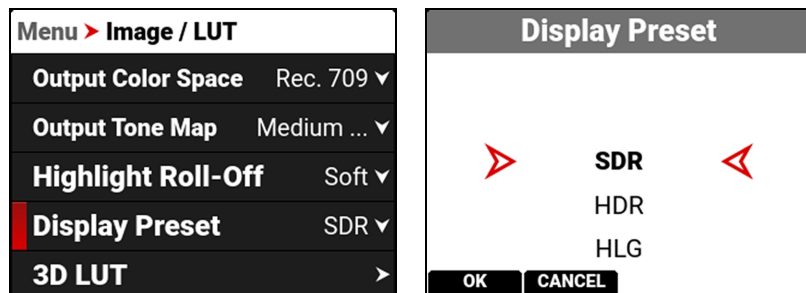 Menu > Image / LUT
Output Color Space Rec. 709
Output Tone Map Medium ...
Highlight Roll-Off Soft
Display Preset SDR
3D LUT >
Display Preset
SDR
HDR
HLG
OK CANCEL